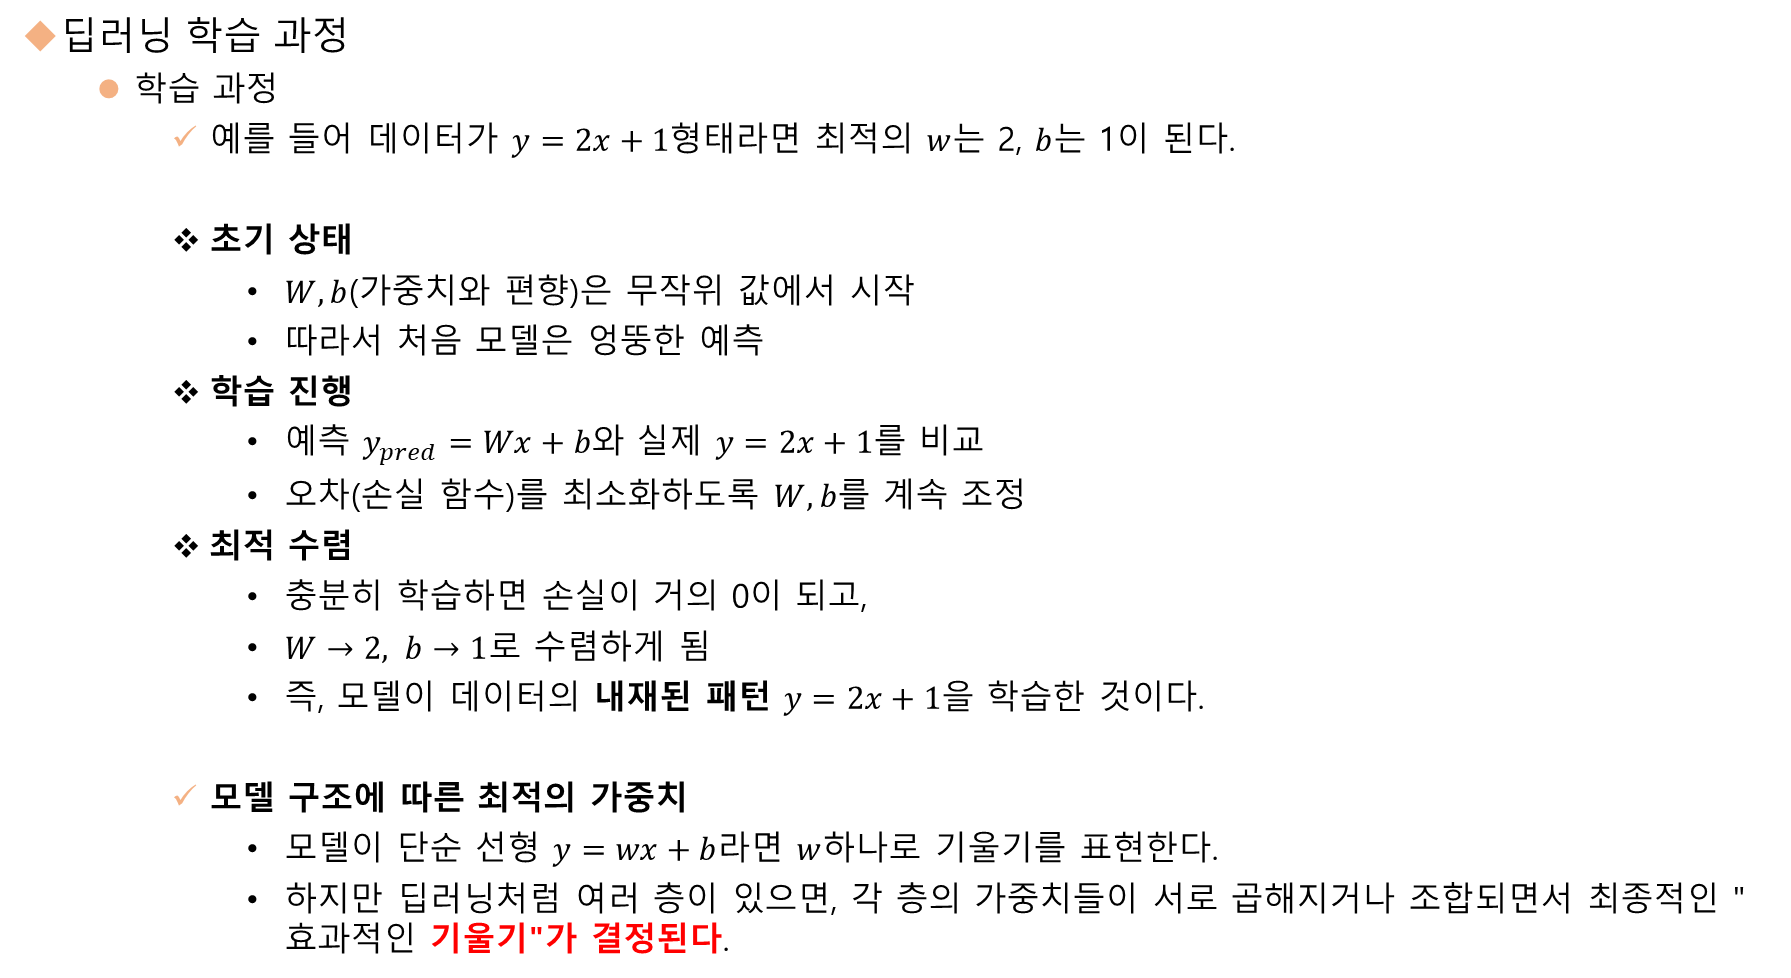 딥러닝 학습 과정
학습 과정
예를 들어 데이터가 y = 2x + 1형태라면 최적의 w는 2, b는 1이 된다.
초기 상태
W, b(가중치와 편향)은 무작위 값에서 시작
따라서 처음 모델은 엉뚱한 예측
학습 진행
예측 y_pred = Wx + b와 실제 y = 2x + 1를 비교
오차(손실 함수)를 최소화하도록 W, b를 계속 조정
최적 수렴
충분히 학습하면 손실이 거의 0이 되고,
W → 2, b → 1로 수렴하게 됨
즉, 모델이 데이터의 내재된 패턴 y = 2x + 1을 학습한 것이다.
모델 구조에 따른 최적의 가중치
모델이 단순 선형 y = wx + b라면 w하나로 기울기를 표현한다.
하지만 딥러닝처럼 여러 층이 있으면, 각 층의 가중치들이 서로 곱해지거나 조합되면서 최종적인 "
효과적인 기울기"가 결정된다.